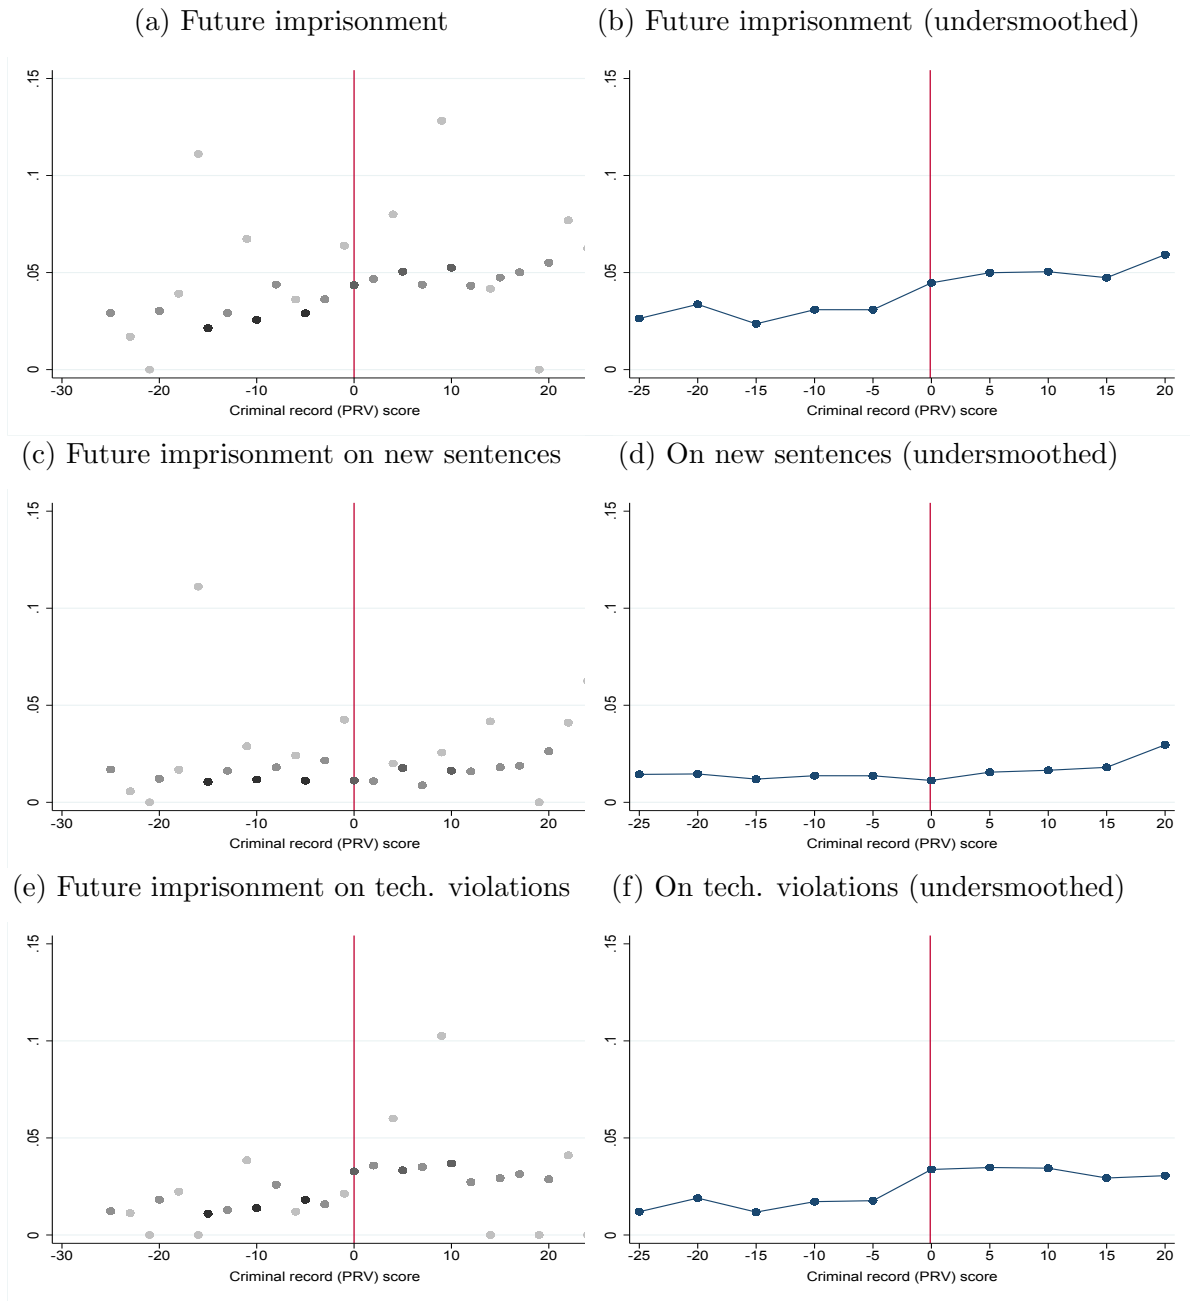 (a) Future imprisonment
(b) Future imprisonment (undersmoothed)
.15
.1
.05
0
-30 -20 -10 0 10 20
Criminal record (PRV) score
.15
.1
.05
0
-25 -20 -15 -10 -5 0 5 10 15 20
Criminal record (PRV) score
(c) Future imprisonment on new sentences
(d) On new sentences (undersmoothed)
.15
.1
.05
0
-30 -20 -10 0 10 20
Criminal record (PRV) score
.15
.1
.05
0
-25 -20 -15 -10 -5 0 5 10 15 20
Criminal record (PRV) score
(e) Future imprisonment on tech. violations
(f) On tech. violations (undersmoothed)
.15
.1
.05
0
-30 -20 -10 0 10 20
Criminal record (PRV) score
.15
.1
.05
0
-25 -20 -15 -10 -5 0 5 10 15 20
Criminal record (PRV) score